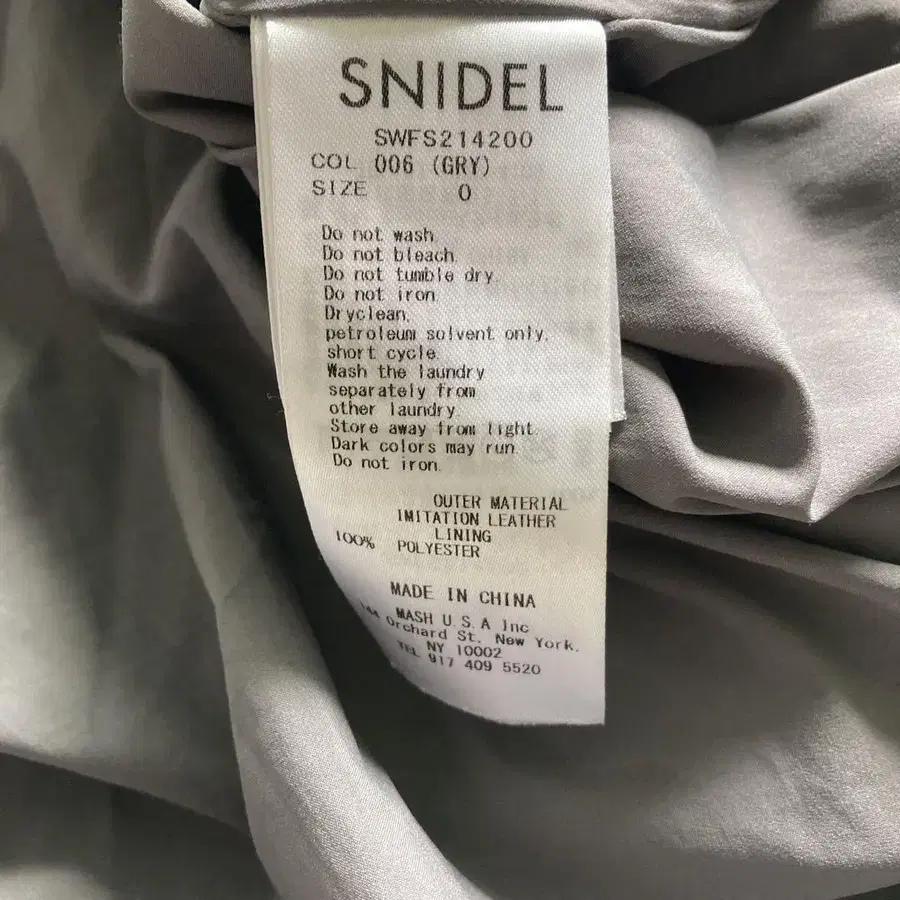 SNIDEL
SWFS214200
COL 006 (GRY)
SIZE 0
Do not wash
Do not bleach
Do not tumble dry.
Do not iron.
Dryclean.
petroleum solvent only.
short cycle.
Wash the laundry
separately from
other laundry
Store away from light.
Dark colors may run.
Do not iron.
OUTER MATERIAL
IMITATION LEATHER
LINING
100% POLYESTER
MADE IN CHINA
MASH U.S.A Inc
Orchard St. New York.
NY 10002
TEL 917 409 5520